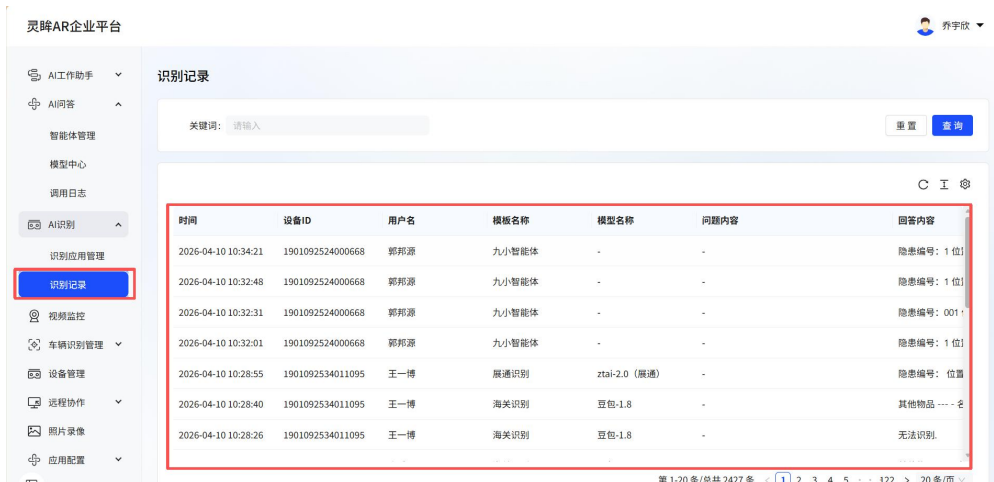 灵眸AR企业平台
乔宇欣
AI工作助手
AI问答
智能体管理
模型中心
调用日志
AI识别
识别应用管理
识别记录
视频监控
车辆识别管理
设备管理
远程协作
照片录像
应用配置
识别记录
关键词: 请输入
重置 查询
时间 设备ID 用户名 模板名称 模型名称 问题内容 回答内容
2026-04-10 10:34:21 1901092524000668 郭邦源 九小智能体 - - 隐患编号：1 位
2026-04-10 10:32:48 1901092524000668 郭邦源 九小智能体 - - 隐患编号：1 位
2026-04-10 10:32:31 1901092524000668 郭邦源 九小智能体 - - 隐患编号：001
2026-04-10 10:32:01 1901092524000668 郭邦源 九小智能体 - - 隐患编号：1 位
2026-04-10 10:28:55 1901092534011095 王一博 展通识别 ztai-2.0（展通） - 隐患编号： 位置
2026-04-10 10:28:40 1901092534011095 王一博 海关识别 豆包-1.8 - 其他物品 --- - 名
2026-04-10 10:28:26 1901092534011095 王一博 海关识别 豆包-1.8 - 无法识别.
第 1-20 条/总共 2427 条 < 1 2 3 4 5 ··· 122 > 20 条/页